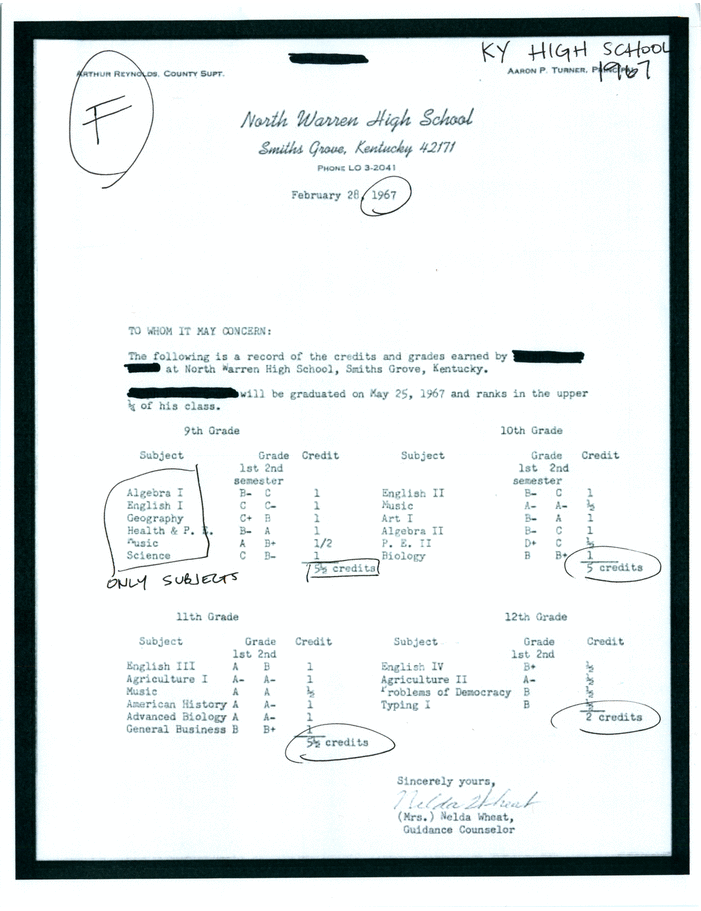 KY HIGH SCHOOL
1967
ARTHUR REYNOLDS, COUNTY SUPT.
AARON P. TURNER, PRINCIPAL
F
North Warren High School
Smiths Grove, Kentucky 42171
PHONE LO 3-2041
February 28, 1967
TO WHOM IT MAY CONCERN:
The following is a record of the credits and grades earned by
at North Warren High School, Smiths Grove, Kentucky.
will be graduated on May 25, 1967 and ranks in the upper
¼ of his class.
9th Grade
Subject Grade Credit
1st 2nd
semester
Algebra I B- C 1
English I C C- 1
Geography C+ B 1
Health & P. E. B- A 1
Music A B+ 1/2
Science C B- 1
5½ credits
ONLY SUBJECTS
10th Grade
Subject Grade Credit
1st 2nd
semester
English II B- C 1
Music A- A- ½
Art I B- A 1
Algebra II B- C 1
P. E. II D+ C ½
Biology B B+ 1
5 credits
11th Grade
Subject Grade Credit
1st 2nd
English III A B 1
Agriculture I A- A- 1
Music A A ½
American History A A- 1
Advanced Biology A A- 1
General Business B B+ 1
5½ credits
12th Grade
Subject Grade Credit
1st 2nd
English IV B+ ½
Agriculture II A- ½
Problems of Democracy B ½
Typing I B ½
2 credits
Sincerely yours,
Nelda Wheat
(Mrs.) Nelda Wheat,
Guidance Counselor